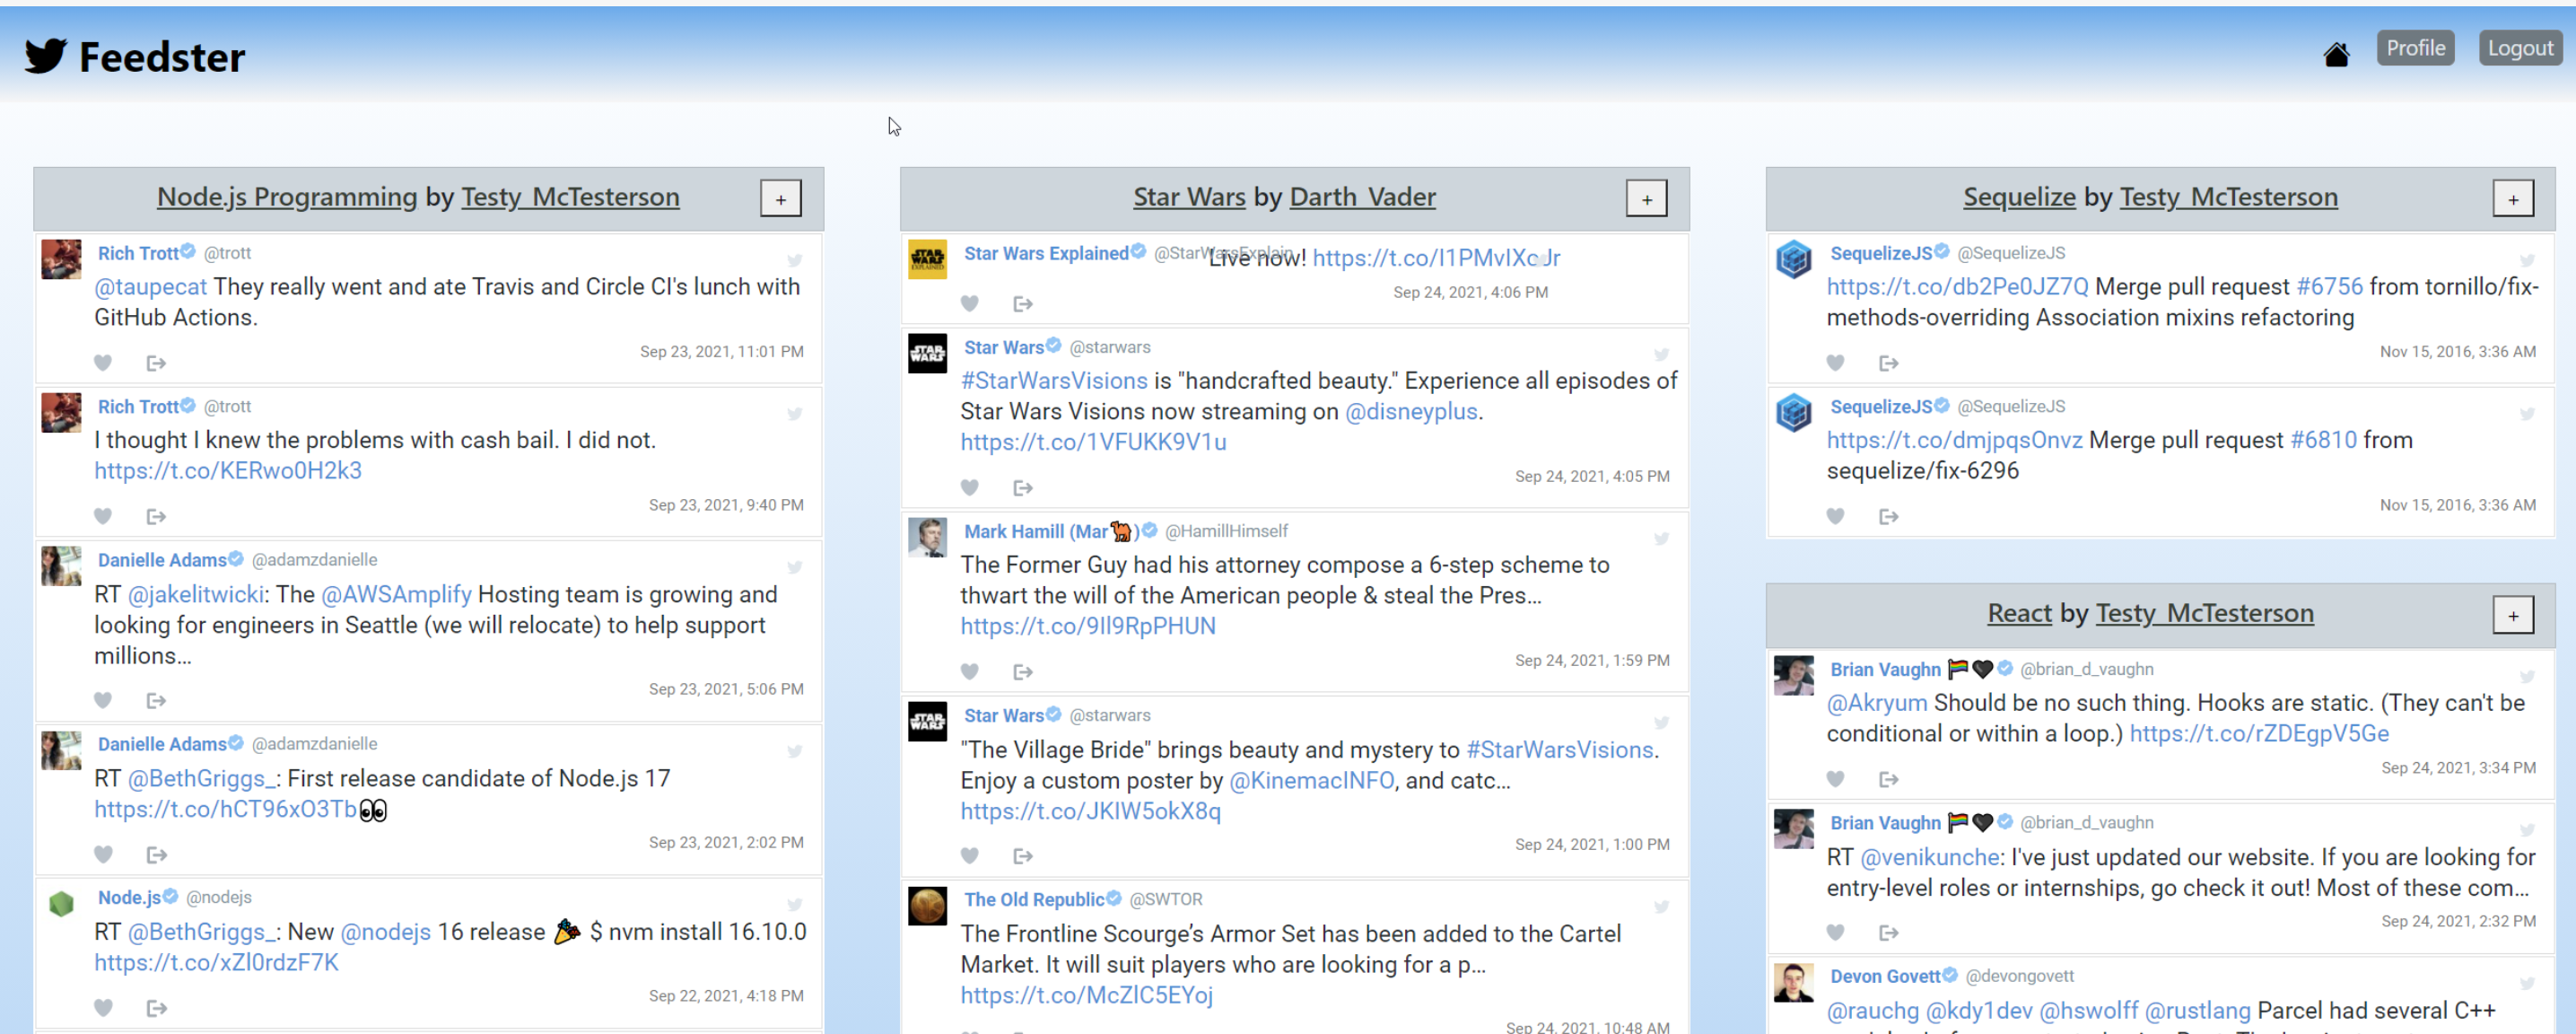 Feedster
Profile
Logout
Node.js Programming by Testy_McTesterson
+
Rich Trott @trott
@taupecat They really went and ate Travis and Circle CI's lunch with
GitHub Actions.
Sep 23, 2021, 11:01 PM
Rich Trott @trott
I thought I knew the problems with cash bail. I did not.
https://t.co/KERwo0H2k3
Sep 23, 2021, 9:40 PM
Danielle Adams @adamzdanielle
RT @jakelitwicki: The @AWSAmplify Hosting team is growing and
looking for engineers in Seattle (we will relocate) to help support
millions…
Sep 23, 2021, 5:06 PM
Danielle Adams @adamzdanielle
RT @BethGriggs_: First release candidate of Node.js 17
https://t.co/hCT96xO3Tb👀
Sep 23, 2021, 2:02 PM
Node.js @nodejs
RT @BethGriggs_: New @nodejs 16 release 🎉 $ nvm install 16.10.0
https://t.co/xZl0rdzF7K
Sep 22, 2021, 4:18 PM
Star Wars by Darth_Vader
+
STAR WARS EXPLAINED
Star Wars Explained @StarWarsExplain
Live now! https://t.co/I1PMvIXcJr
Sep 24, 2021, 4:06 PM
STAR WARS
Star Wars @starwars
#StarWarsVisions is "handcrafted beauty." Experience all episodes of
Star Wars Visions now streaming on @disneyplus.
https://t.co/1VFUKK9V1u
Sep 24, 2021, 4:05 PM
Mark Hamill (Mar🐪) @HamillHimself
The Former Guy had his attorney compose a 6-step scheme to
thwart the will of the American people & steal the Pres…
https://t.co/9Il9RpPHUN
Sep 24, 2021, 1:59 PM
STAR WARS
Star Wars @starwars
"The Village Bride" brings beauty and mystery to #StarWarsVisions.
Enjoy a custom poster by @KinemacINFO, and catc…
https://t.co/JKIW5okX8q
Sep 24, 2021, 1:00 PM
The Old Republic @SWTOR
The Frontline Scourge’s Armor Set has been added to the Cartel
Market. It will suit players who are looking for a p…
https://t.co/McZlC5EYoj
Sep 24, 2021, 10:48 AM
Sequelize by Testy_McTesterson
+
SequelizeJS @SequelizeJS
https://t.co/db2Pe0JZ7Q Merge pull request #6756 from tornillo/fix-
methods-overriding Association mixins refactoring
Nov 15, 2016, 3:36 AM
SequelizeJS @SequelizeJS
https://t.co/dmjpqsOnvz Merge pull request #6810 from
sequelize/fix-6296
Nov 15, 2016, 3:36 AM
React by Testy_McTesterson
+
Brian Vaughn 🏳️‍🌈🖤 @brian_d_vaughn
@Akryum Should be no such thing. Hooks are static. (They can't be
conditional or within a loop.) https://t.co/rZDEgpV5Ge
Sep 24, 2021, 3:34 PM
Brian Vaughn 🏳️‍🌈🖤 @brian_d_vaughn
RT @venikunche: I've just updated our website. If you are looking for
entry-level roles or internships, go check it out! Most of these com…
Sep 24, 2021, 2:32 PM
Devon Govett @devongovett
@rauchg @kdy1dev @hswolff @rustlang Parcel had several C++